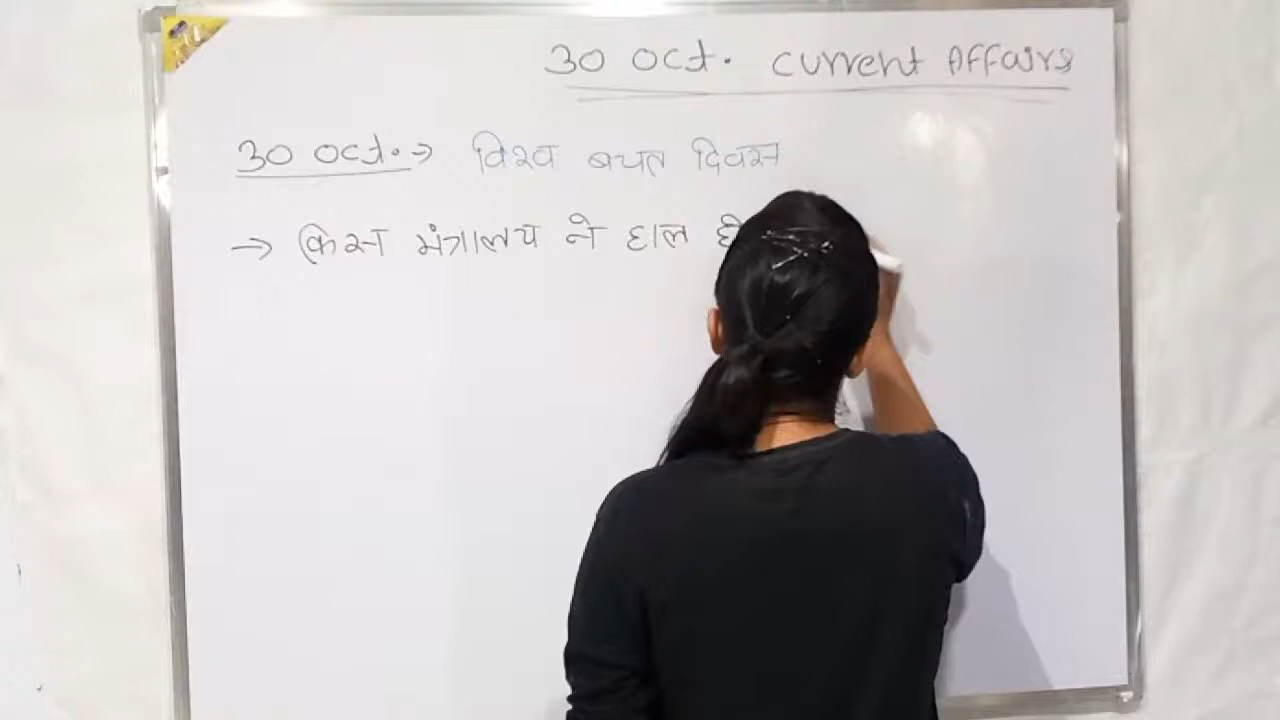 30 Oct. Current Affairs
30 Oct. → विश्व बचत दिवस
→ किस मंत्रालय ने हाल ही